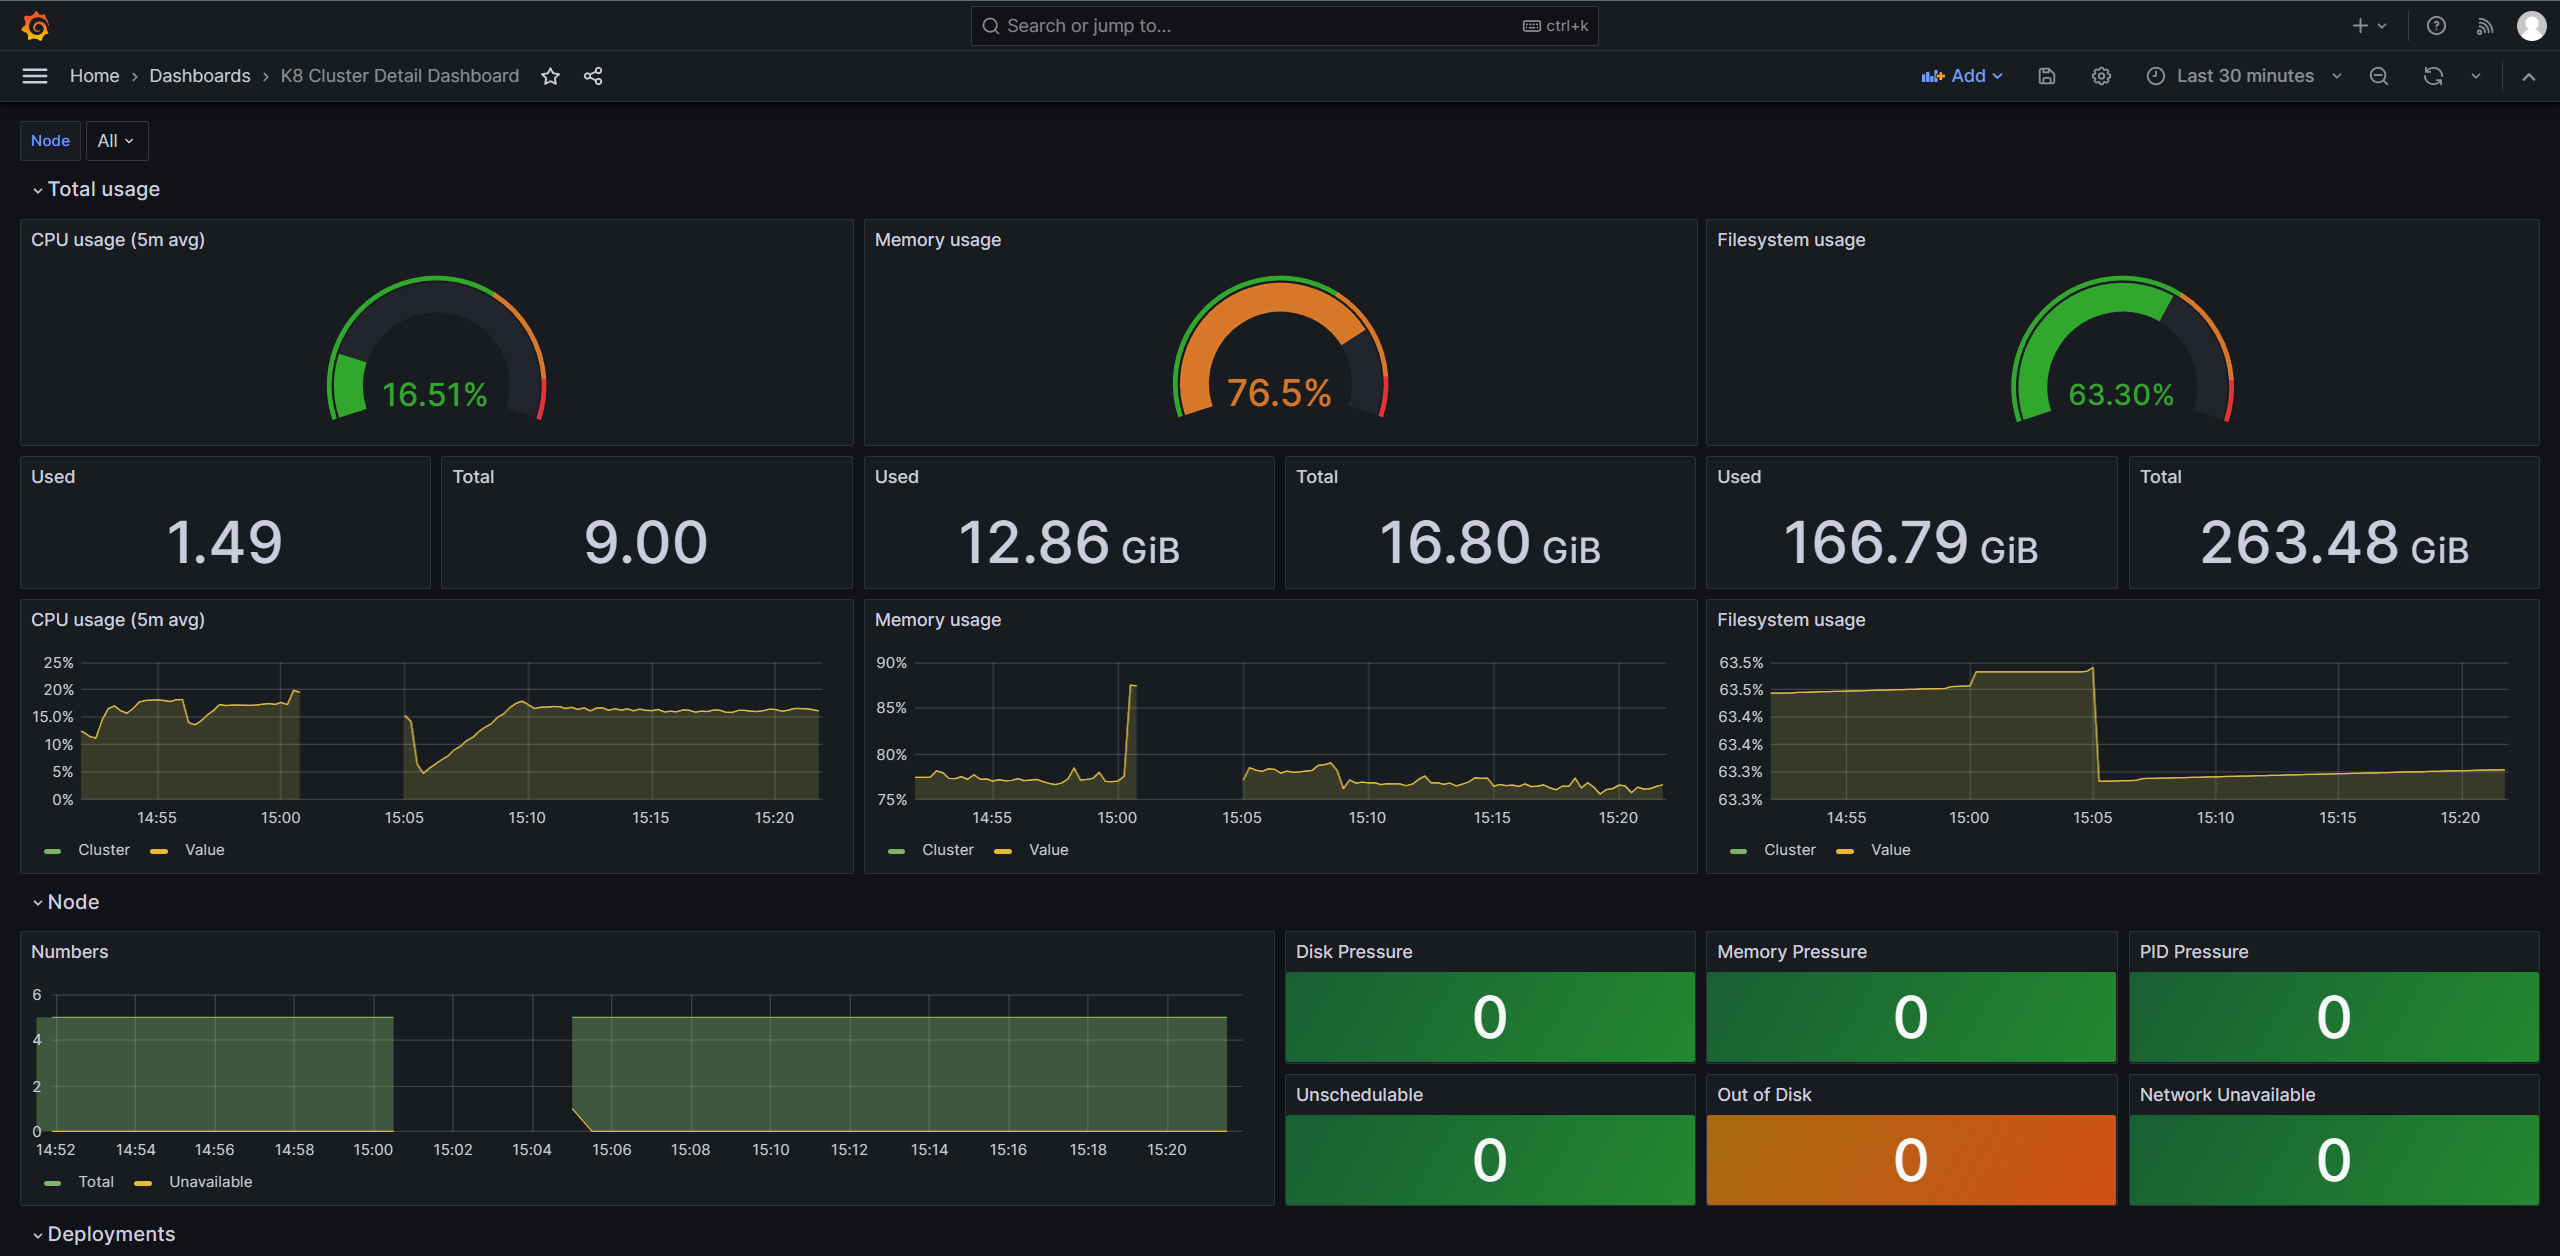 Search or jump to... ctrl+k
Home › Dashboards › K8 Cluster Detail Dashboard Add Last 30 minutes
Node All
Total usage
CPU usage (5m avg)
16.51%
Memory usage
76.5%
Filesystem usage
63.30%
Used
1.49
Total
9.00
Used
12.86 GiB
Total
16.80 GiB
Used
166.79 GiB
Total
263.48 GiB
CPU usage (5m avg)
25%
20%
15.0%
10%
5%
0%
14:55 15:00 15:05 15:10 15:15 15:20
Cluster Value
Memory usage
90%
85%
80%
75%
14:55 15:00 15:05 15:10 15:15 15:20
Cluster Value
Filesystem usage
63.5%
63.5%
63.4%
63.4%
63.3%
63.3%
14:55 15:00 15:05 15:10 15:15 15:20
Cluster Value
Node
Numbers
6
4
2
0
14:52 14:54 14:56 14:58 15:00 15:02 15:04 15:06 15:08 15:10 15:12 15:14 15:16 15:18 15:20
Total Unavailable
Disk Pressure
0
Memory Pressure
0
PID Pressure
0
Unschedulable
0
Out of Disk
0
Network Unavailable
0
Deployments